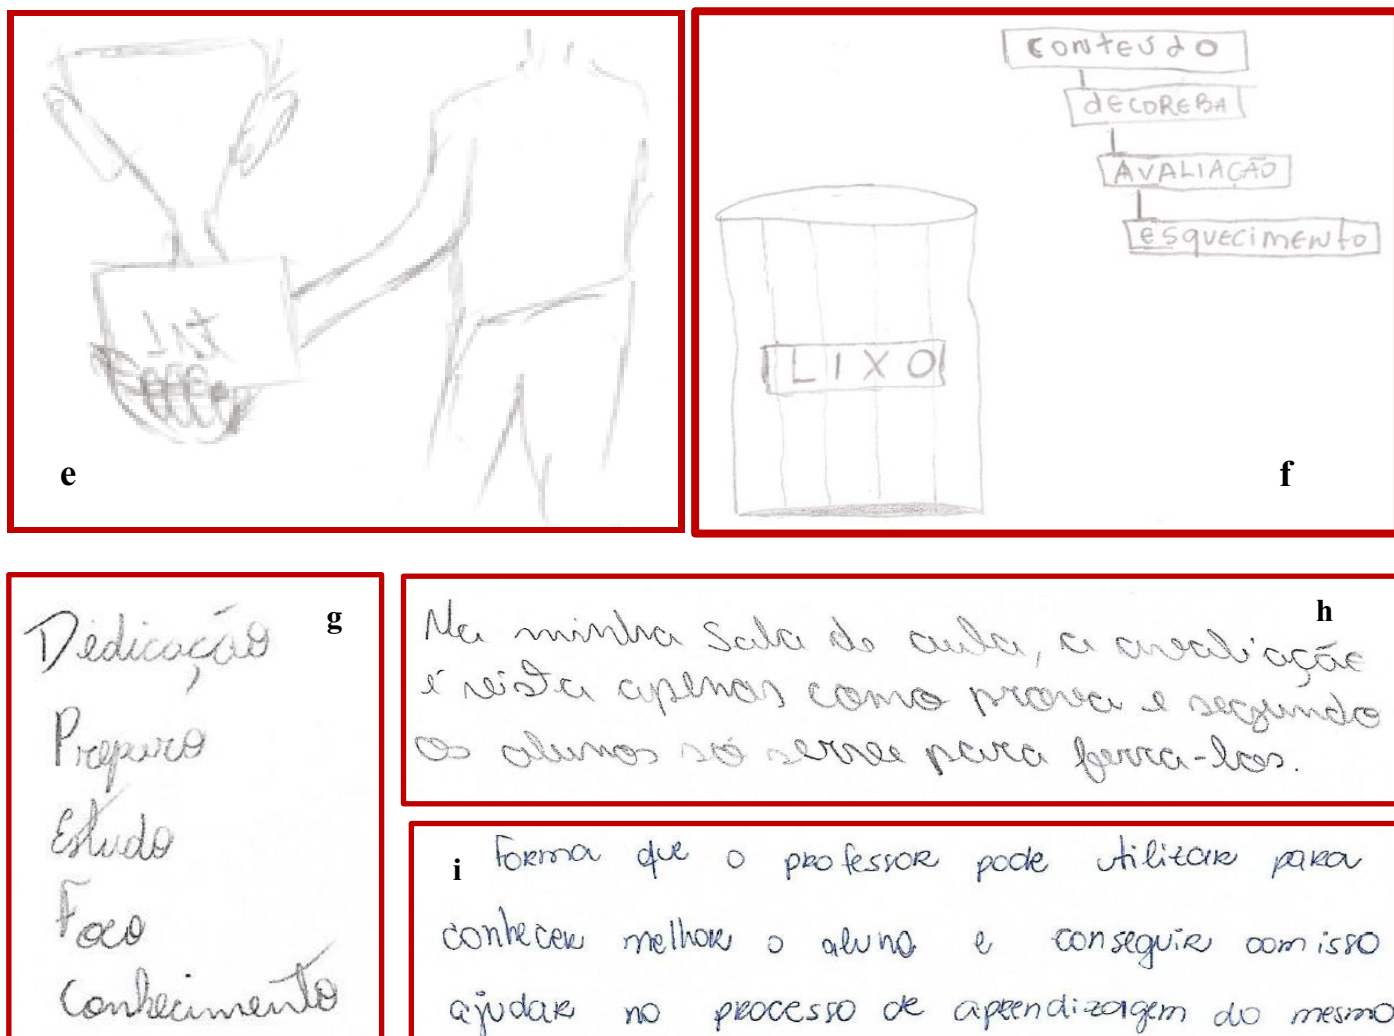 e
CONTEÚDO
DECOREBA
AVALIAÇÃO
ESQUECIMENTO
LIXO
f
g
Dedicação
Preparo
Estudo
Foco
Conhecimento
h
Na minha Sala de aula, a avaliação
é vista apenas como prova e segundo
os alunos só serve para ferra-los.
i
Forma que o professor pode utilizar para
conhecer melhor o aluno e conseguir com isso
ajudar no processo de aprendizagem do mesmo